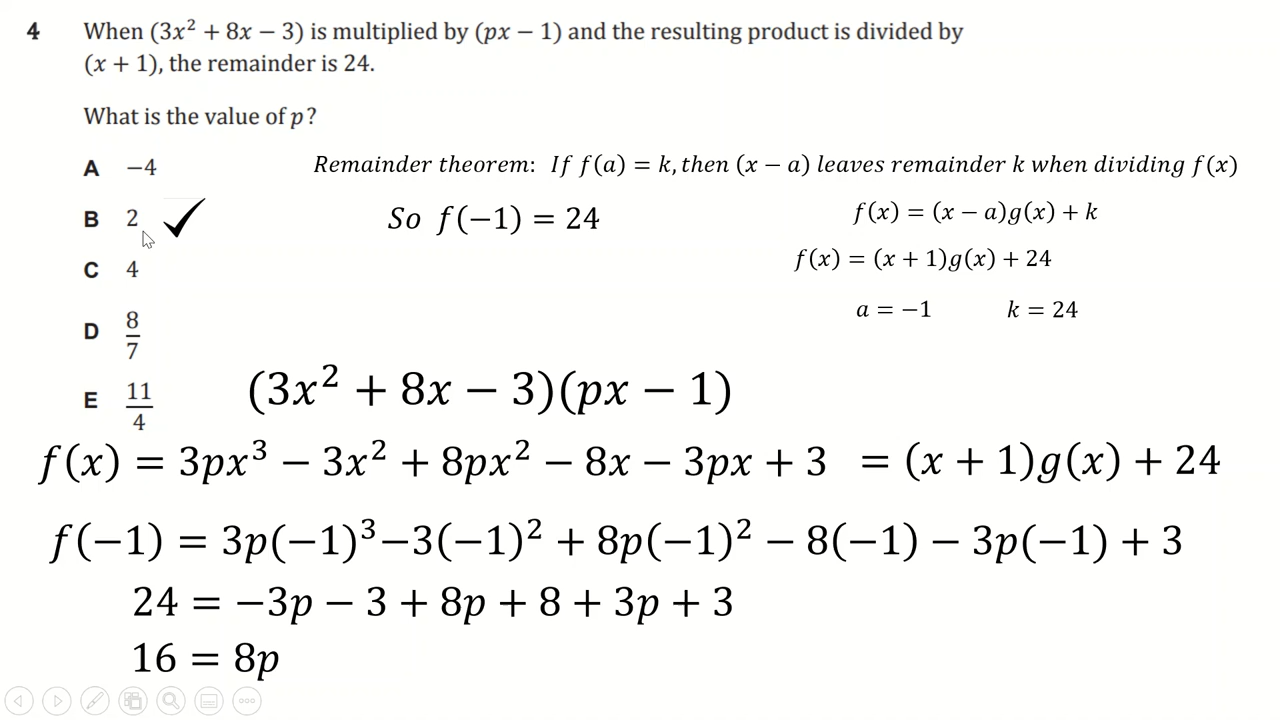 4 When (3x² + 8x − 3) is multiplied by (px − 1) and the resulting product is divided by
(x + 1), the remainder is 24.
What is the value of p?
A −4
Remainder theorem: If f(a) = k, then (x − a) leaves remainder k when dividing f(x)
B 2 ✓
So f(−1) = 24
f(x) = (x − a)g(x) + k
f(x) = (x + 1)g(x) + 24
C 4
a = −1 k = 24
D 8/7
E 11/4
(3x² + 8x − 3)(px − 1)
f(x) = 3px³ − 3x² + 8px² − 8x − 3px + 3 = (x + 1)g(x) + 24
f(−1) = 3p(−1)³−3(−1)² + 8p(−1)² − 8(−1) − 3p(−1) + 3
24 = −3p − 3 + 8p + 8 + 3p + 3
16 = 8p